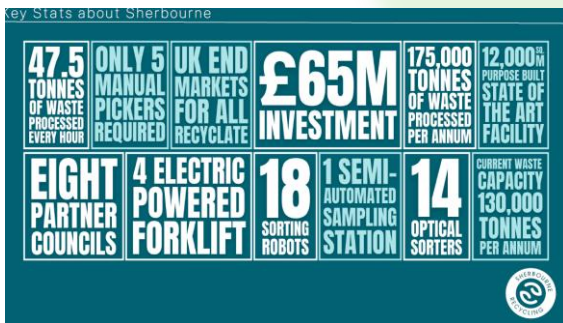 Key Stats about Sherbourne
47.5
TONNES
OF WASTE
PROCESSED
EVERY HOUR
ONLY 5
MANUAL
PICKERS
REQUIRED
UK END
MARKETS
FOR ALL
RECYCLATE
£65M
INVESTMENT
175,000
TONNES
OF WASTE
PROCESSED
PER ANNUM
12,000SQ.M
PURPOSE BUILT
STATE OF
THE ART
FACILITY
EIGHT
PARTNER
COUNCILS
4 ELECTRIC
POWERED
FORKLIFT
18
SORTING
ROBOTS
1 SEMI-
AUTOMATED
SAMPLING
STATION
14
OPTICAL
SORTERS
CURRENT WASTE
CAPACITY
130,000
TONNES
PER ANNUM
SHERBOURNE
RECYCLING